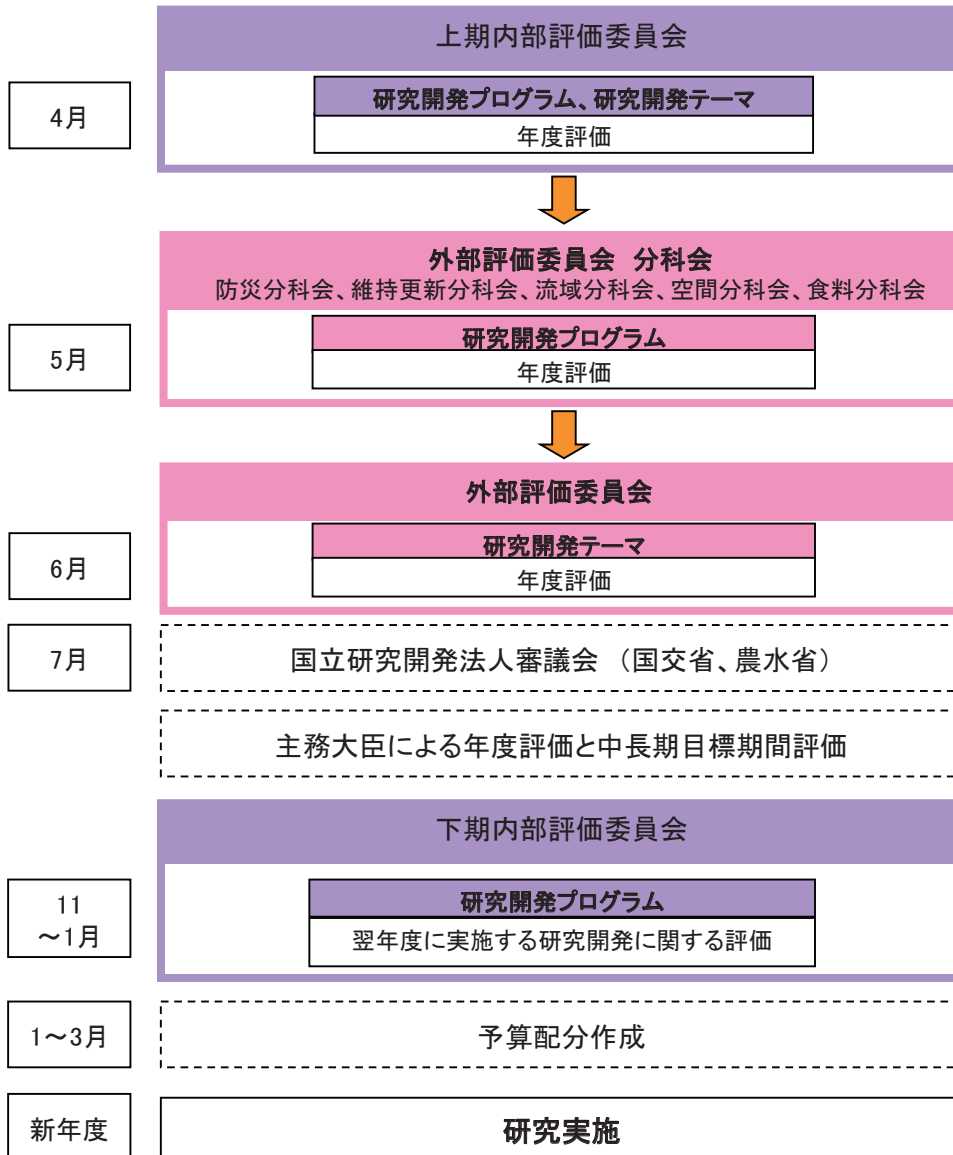 上期内部評価委員会
4月
研究開発プログラム、研究開発テーマ
年度評価
外部評価委員会 分科会
防災分科会、維持更新分科会、流域分科会、空間分科会、食料分科会
5月
研究開発プログラム
年度評価
外部評価委員会
6月
研究開発テーマ
年度評価
7月
国立研究開発法人審議会 （国交省、農水省）
主務大臣による年度評価と中長期目標期間評価
下期内部評価委員会
11
～1月
研究開発プログラム
翌年度に実施する研究開発に関する評価
1～3月
予算配分作成
新年度
研究実施